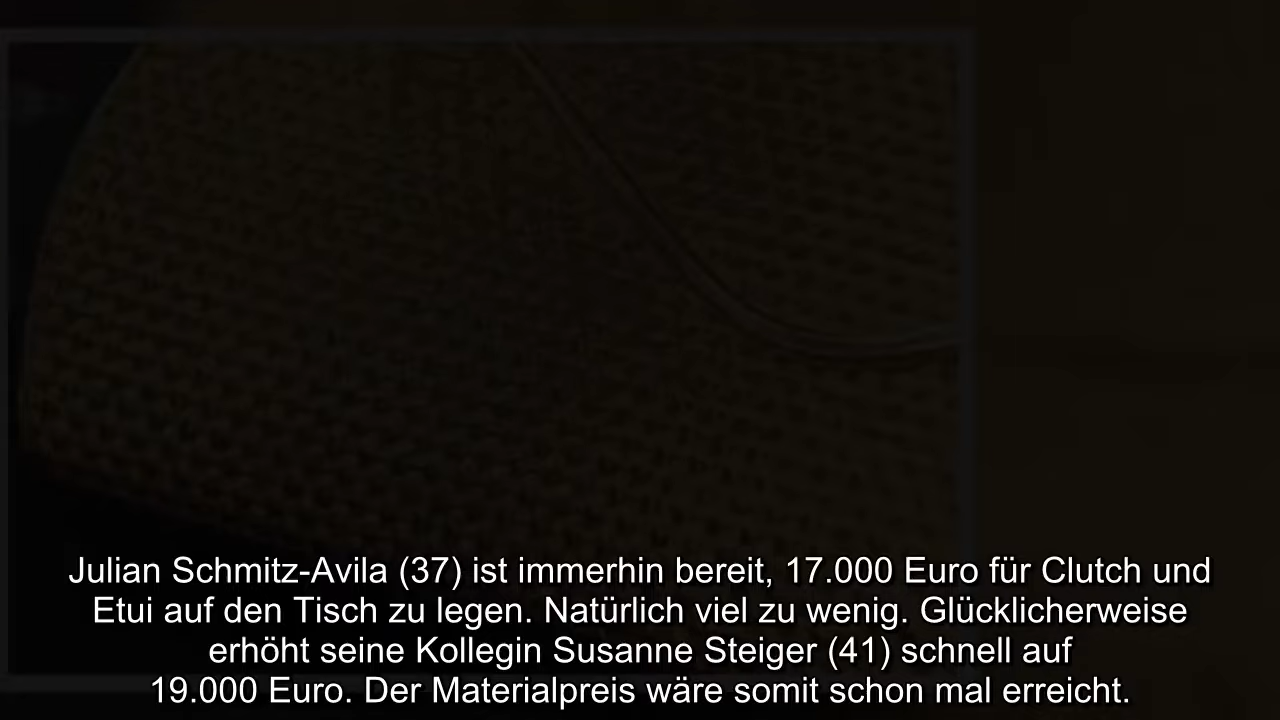 Julian Schmitz-Avila (37) ist immerhin bereit, 17.000 Euro für Clutch und
Etui auf den Tisch zu legen. Natürlich viel zu wenig. Glücklicherweise
erhöht seine Kollegin Susanne Steiger (41) schnell auf
19.000 Euro. Der Materialpreis wäre somit schon mal erreicht.